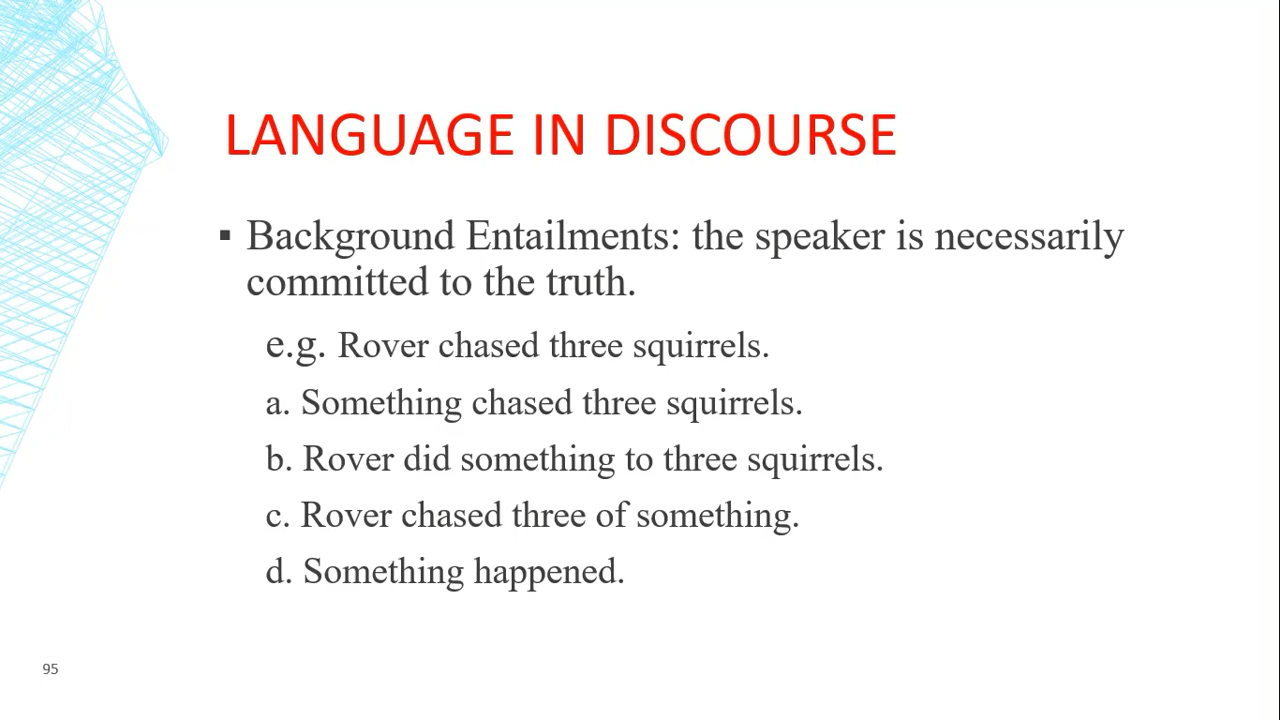 LANGUAGE IN DISCOURSE
▪ Background Entailments: the speaker is necessarily
committed to the truth.
e.g. Rover chased three squirrels.
a. Something chased three squirrels.
b. Rover did something to three squirrels.
c. Rover chased three of something.
d. Something happened.
95